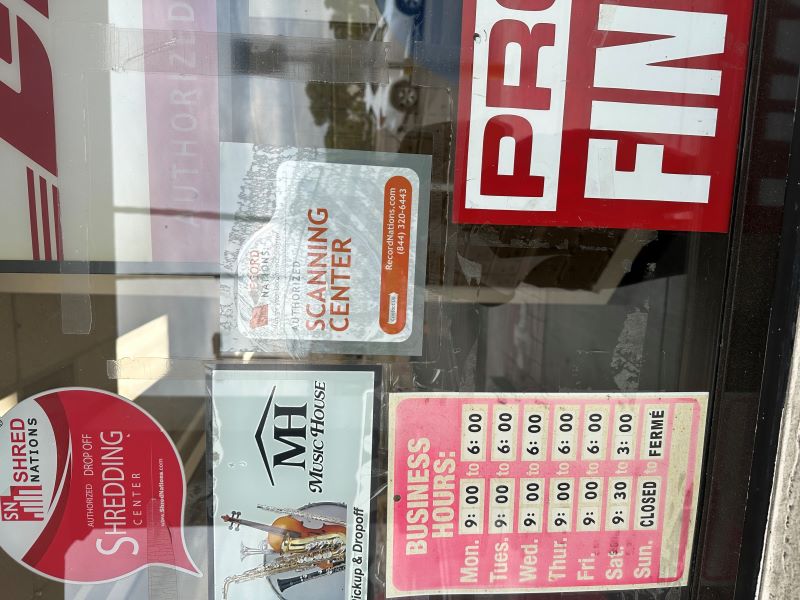 AUTHORIZED
PRO
FIN
RECORD
NATIONS
AUTHORIZED
SCANNING
CENTER
RecordNations.com
(844) 320-6443
SN
SHRED
NATIONS
AUTHORIZED DROP OFF
SHREDDING
CENTER
www.ShredNations.com
MH
MUSIC HOUSE
Pickup & Dropoff
BUSINESS
HOURS:
Mon. 9:00 to 6:00
Tues. 9:00 to 6:00
Wed. 9:00 to 6:00
Thur. 9:00 to 6:00
Fri. 9:00 to 6:00
Sat. 9:30 to 3:00
Sun. CLOSED to FERMÉ